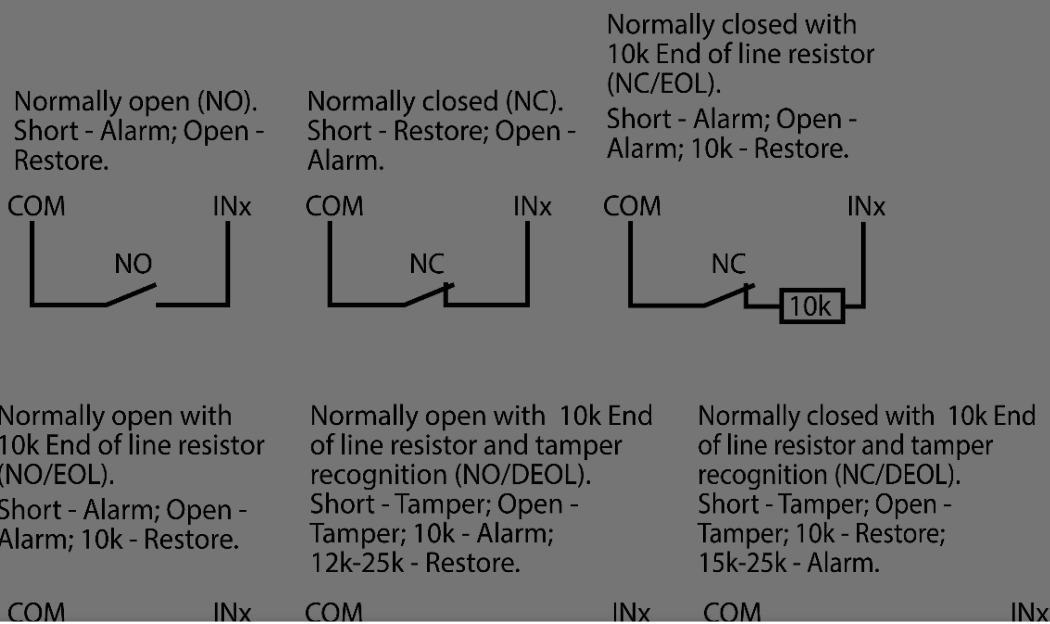 Normally open (NO).
Short - Alarm; Open -
Restore.
COM INx
NO
Normally closed (NC).
Short - Restore; Open -
Alarm.
COM INx
NC
Normally closed with
10k End of line resistor
(NC/EOL).
Short - Alarm; Open -
Alarm; 10k - Restore.
COM INx
NC
10k
Normally open with
10k End of line resistor
(NO/EOL).
Short - Alarm; Open -
Alarm; 10k - Restore.
COM INx
Normally open with 10k End
of line resistor and tamper
recognition (NO/DEOL).
Short - Tamper; Open -
Tamper; 10k - Alarm;
12k-25k - Restore.
COM INx
Normally closed with 10k End
of line resistor and tamper
recognition (NC/DEOL).
Short - Tamper; Open -
Tamper; 10k - Restore;
15k-25k - Alarm.
COM INx